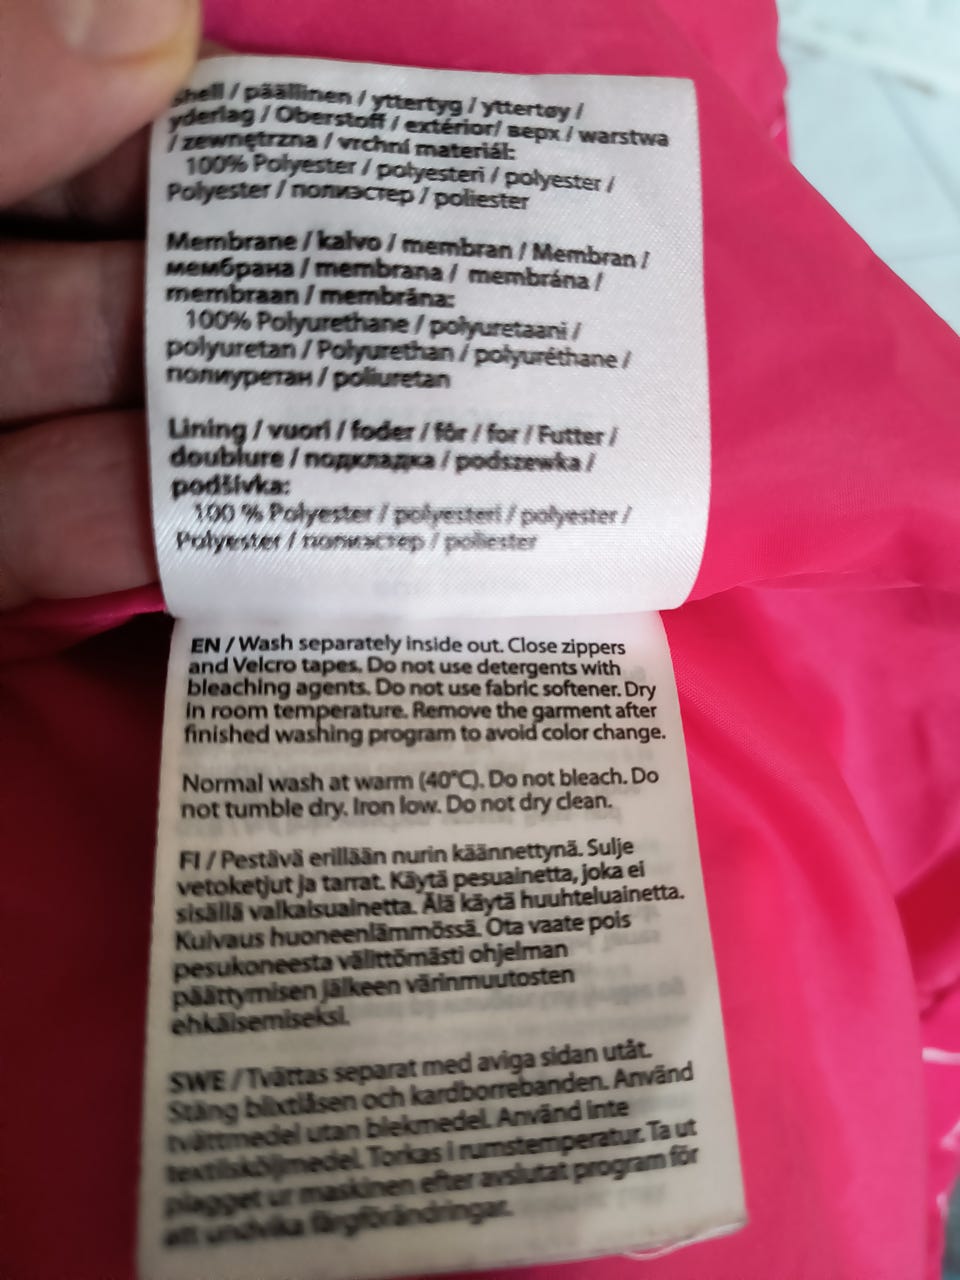 Shell / päällinen / yttertyg / yttertøy /
yderlag / Oberstoff / extérior/ верх / warstwa
/ zewnętrzna / vrchní materiál:
100% Polyester / polyesteri / polyester /
Polyester / полиэстер / poliester
Membrane / kalvo / membran / Membran /
мембрана / membrana / membrána /
membraan / membrāna:
100% Polyurethane / polyuretaani /
polyuretan / Polyurethan / polyuréthane /
полиуретан / poliuretan
Lining / vuori / foder / fôr / for / Futter /
doublure / подкладка / podszewka /
podšívka:
100 % Polyester / polyesteri / polyester /
Polyester / полиэстер / poliester
EN / Wash separately inside out. Close zippers
and Velcro tapes. Do not use detergents with
bleaching agents. Do not use fabric softener. Dry
in room temperature. Remove the garment after
finished washing program to avoid color change.
Normal wash at warm (40°C). Do not bleach. Do
not tumble dry. Iron low. Do not dry clean.
FI / Pestävä erillään nurin käännettynä. Sulje
vetoketjut ja tarrat. Käytä pesuainetta, joka ei
sisällä valkaisuainetta. Älä käytä huuhteluainetta.
Kuivaus huoneenlämmössä. Ota vaate pois
pesukoneesta välittömästi ohjelman
päättymisen jälkeen värinmuutosten
ehkäisemiseksi.
SWE / Tvättas separat med aviga sidan utåt.
Stäng blixtlåsen och kardborrebanden. Använd
tvättmedel utan blekmedel. Använd inte
textilsköljmedel. Torkas i rumstemperatur. Ta ut
plagget ur maskinen efter avslutat program för
att undvika färgförändringar.